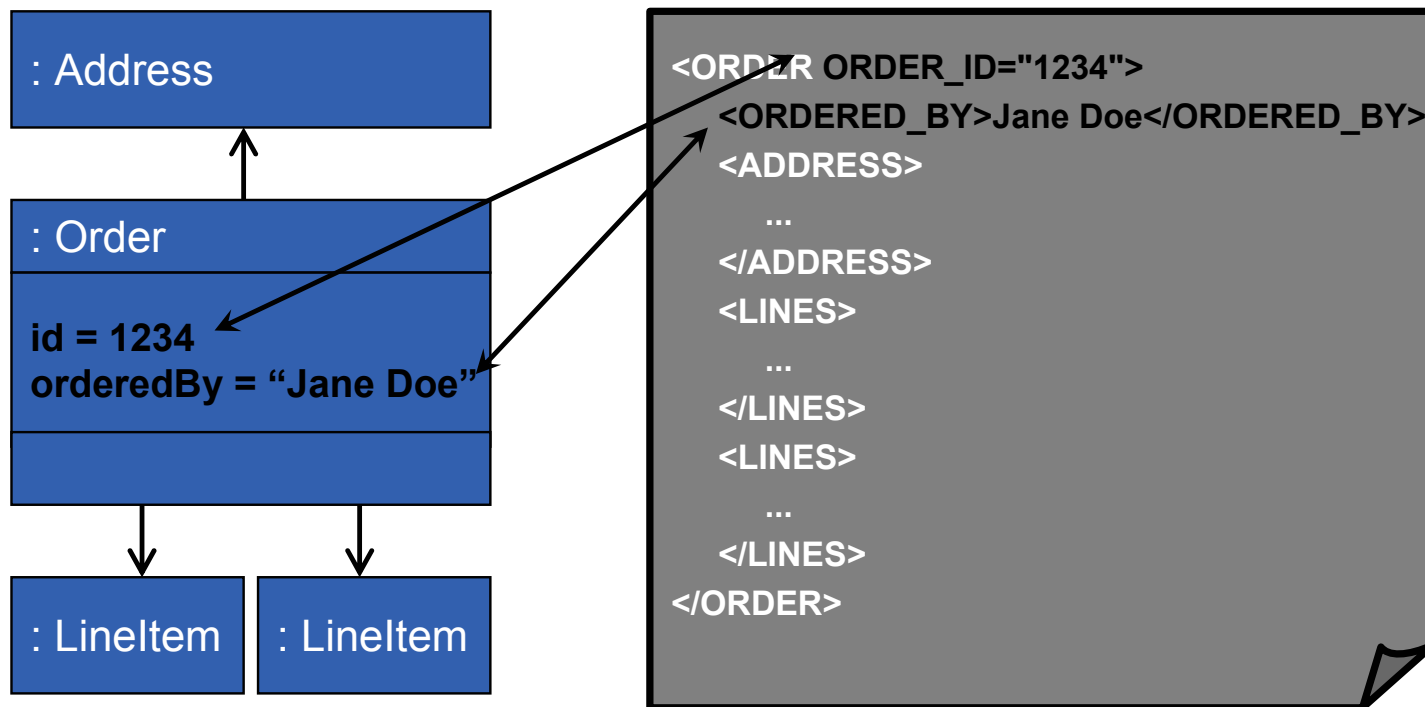 : Address
: Order
id = 1234
orderedBy = “Jane Doe”
: LineItem
: LineItem
<ORDER ORDER_ID="1234">
<ORDERED_BY>Jane Doe</ORDERED_BY>
<ADDRESS>
...
</ADDRESS>
<LINES>
...
</LINES>
<LINES>
...
</LINES>
</ORDER>